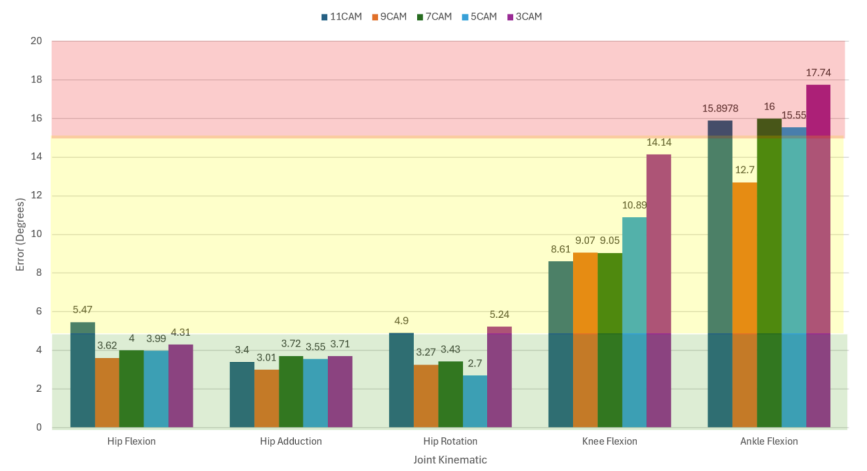 11CAM 9CAM 7CAM 5CAM 3CAM
20
18
16
14
12
10
8
6
4
2
0
Error (Degrees)
5.47 3.62 4 3.99 4.31
3.4 3.01 3.72 3.55 3.71
4.9 3.27 3.43 2.7 5.24
8.61 9.07 9.05 10.89 14.14
15.8978 12.7 16 15.55 17.74
Hip Flexion Hip Adduction Hip Rotation Knee Flexion Ankle Flexion
Joint Kinematic